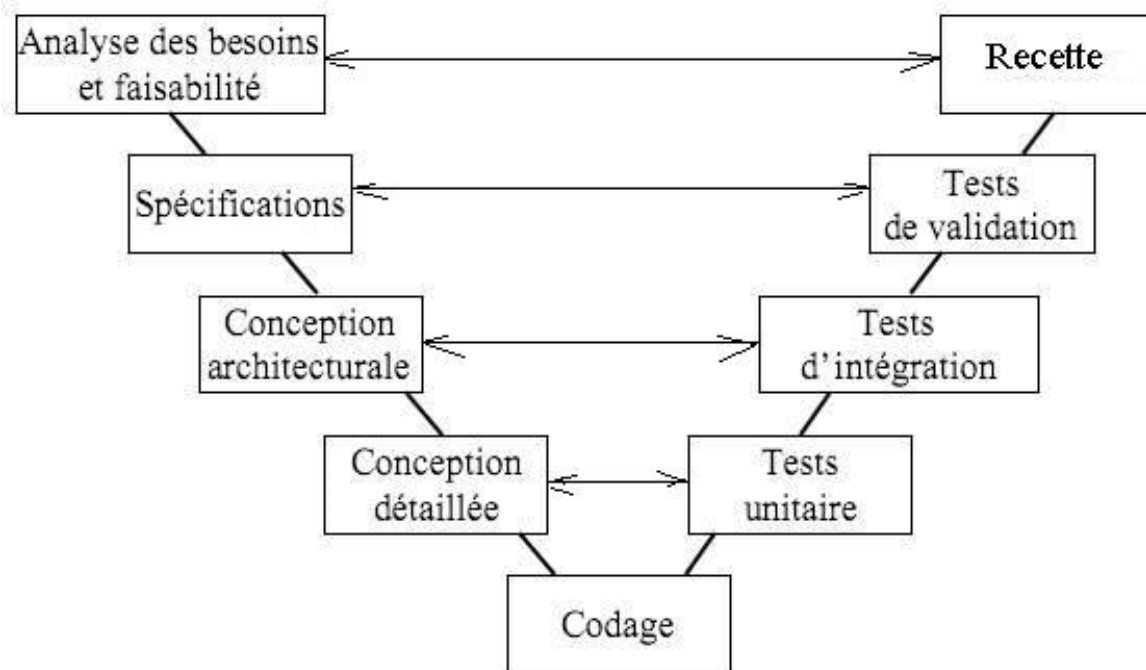 Analyse des besoins
et faisabilité
Recette
Spécifications
Tests
de validation
Conception
architecturale
Tests
d'intégration
Conception
détaillée
Tests
unitaire
Codage